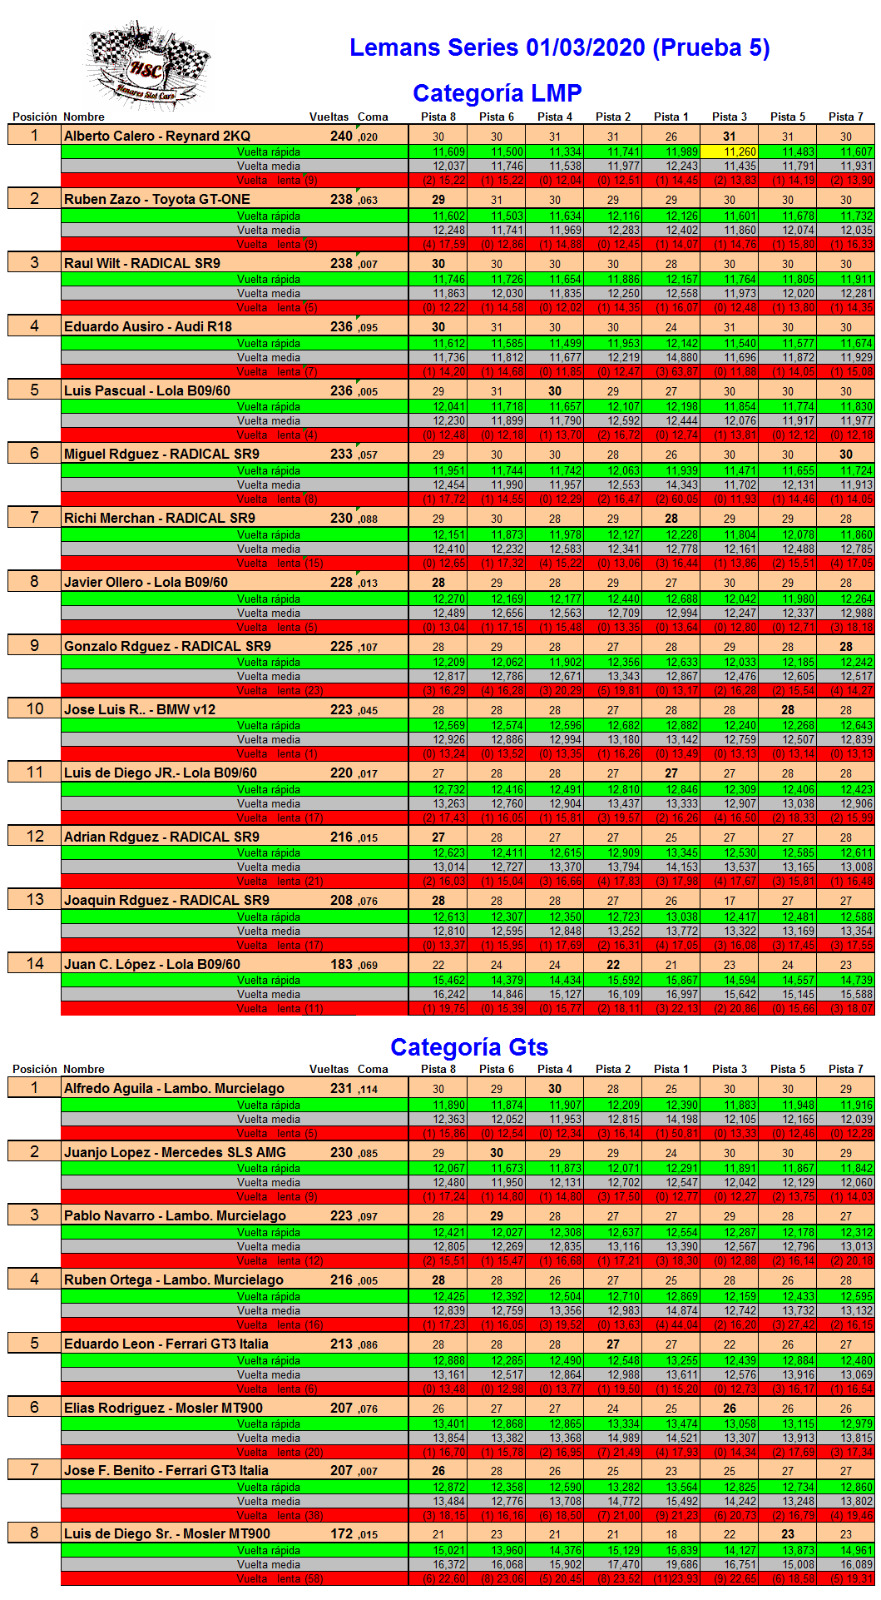 HSC
Henares Slot Cars
Lemans Series 01/03/2020 (Prueba 5)
Categoría LMP
Posición Nombre Vueltas Coma Pista 8 Pista 6 Pista 4 Pista 2 Pista 1 Pista 3 Pista 5 Pista 7
1 Alberto Calero - Reynard 2KQ 240 ,020 30 30 31 31 26 31 31 30
Vuelta rápida 11,609 11,500 11,334 11,741 11,989 11,260 11,483 11,607
Vuelta media 12,037 11,746 11,538 11,977 12,243 11,435 11,791 11,931
Vuelta lenta (9) (2) 15,22 (1) 15,22 (0) 12,04 (0) 12,51 (1) 14,45 (2) 13,83 (1) 14,19 (2) 13,90
2 Ruben Zazo - Toyota GT-ONE 238 ,063 29 31 30 29 29 30 30 30
Vuelta rápida 11,602 11,503 11,634 12,116 12,126 11,601 11,678 11,732
Vuelta media 12,248 11,741 11,969 12,283 12,402 11,860 12,074 12,035
Vuelta lenta (9) (4) 17,59 (0) 12,86 (1) 14,88 (0) 12,45 (1) 14,07 (1) 14,76 (1) 15,80 (1) 16,33
3 Raul Wilt - RADICAL SR9 238 ,007 30 30 30 30 28 30 30 30
Vuelta rápida 11,746 11,726 11,654 11,886 12,157 11,764 11,805 11,911
Vuelta media 11,863 12,030 11,835 12,250 12,558 11,973 12,020 12,281
Vuelta lenta (5) (0) 12,22 (1) 14,58 (0) 12,02 (1) 14,35 (1) 16,07 (0) 12,48 (1) 13,80 (1) 14,35
4 Eduardo Ausiro - Audi R18 236 ,095 30 31 30 30 24 31 30 30
Vuelta rápida 11,612 11,585 11,499 11,953 12,142 11,540 11,577 11,674
Vuelta media 11,736 11,812 11,677 12,219 14,880 11,696 11,872 11,929
Vuelta lenta (7) (1) 14,20 (1) 14,68 (0) 11,85 (0) 12,47 (3) 63,87 (0) 11,88 (1) 14,05 (1) 15,08
5 Luis Pascual - Lola B09/60 236 ,005 29 31 30 29 27 30 30 30
Vuelta rápida 12,041 11,718 11,657 12,107 12,198 11,854 11,774 11,830
Vuelta media 12,230 11,899 11,790 12,592 12,444 12,076 11,917 11,977
Vuelta lenta (4) (0) 12,48 (0) 12,18 (1) 13,70 (2) 16,72 (0) 12,74 (1) 13,81 (0) 12,12 (0) 12,18
6 Miguel Rdguez - RADICAL SR9 233 ,057 29 30 30 28 26 30 30 30
Vuelta rápida 11,951 11,744 11,742 12,063 11,939 11,471 11,655 11,724
Vuelta media 12,454 11,990 11,957 12,553 14,343 11,702 12,131 11,913
Vuelta lenta (8) (1) 17,72 (1) 14,55 (0) 12,29 (2) 16,47 (2) 60,05 (0) 11,93 (1) 14,46 (1) 14,05
7 Richi Merchan - RADICAL SR9 230 ,088 29 30 28 29 28 29 29 28
Vuelta rápida 12,151 11,873 11,978 12,127 12,228 11,804 12,078 11,860
Vuelta media 12,410 12,232 12,583 12,341 12,778 12,161 12,488 12,785
Vuelta lenta (15) (0) 12,65 (1) 17,32 (4) 15,22 (0) 13,06 (3) 16,44 (1) 13,86 (2) 15,51 (4) 17,05
8 Javier Ollero - Lola B09/60 228 ,013 28 29 28 29 27 30 29 28
Vuelta rápida 12,270 12,169 12,177 12,440 12,688 12,042 11,980 12,264
Vuelta media 12,489 12,656 12,563 12,709 12,994 12,247 12,337 12,988
Vuelta lenta (5) (0) 13,04 (1) 17,15 (1) 15,48 (0) 13,35 (0) 13,64 (0) 12,80 (0) 12,71 (3) 18,18
9 Gonzalo Rdguez - RADICAL SR9 225 ,107 28 28 29 27 28 29 28 28
Vuelta rápida 12,209 12,062 11,902 12,356 12,633 12,033 12,185 12,242
Vuelta media 12,817 12,786 12,671 13,343 12,867 12,476 12,605 12,517
Vuelta lenta (23) (3) 16,29 (4) 16,28 (3) 20,29 (5) 19,81 (0) 13,17 (2) 16,28 (2) 15,54 (4) 14,27
10 Jose Luis R.. - BMW v12 223 ,045 28 28 28 27 28 28 28 28
Vuelta rápida 12,569 12,574 12,596 12,682 12,882 12,240 12,268 12,643
Vuelta media 12,926 12,886 12,994 13,180 13,142 12,759 12,507 12,839
Vuelta lenta (1) (0) 13,24 (0) 13,52 (0) 13,35 (1) 16,26 (0) 13,49 (0) 13,13 (0) 13,14 (0) 13,13
11 Luis de Diego JR.- Lola B09/60 220 ,017 27 28 28 27 27 27 28 28
Vuelta rápida 12,732 12,416 12,491 12,810 12,846 12,309 12,406 12,423
Vuelta media 13,263 12,760 12,904 13,437 13,333 12,907 13,038 12,906
Vuelta lenta (17) (2) 17,43 (1) 16,05 (1) 15,81 (3) 19,57 (2) 16,26 (4) 16,50 (2) 18,33 (2) 15,99
12 Adrian Rdguez - RADICAL SR9 216 ,015 27 28 27 27 25 27 27 28
Vuelta rápida 12,623 12,411 12,615 12,909 13,345 12,530 12,585 12,611
Vuelta media 13,014 12,727 13,370 13,794 14,153 13,537 13,165 13,008
Vuelta lenta (21) (2) 16,03 (1) 15,04 (3) 16,66 (4) 17,83 (3) 17,98 (4) 17,67 (3) 15,81 (1) 16,48
13 Joaquin Rdguez - RADICAL SR9 208 ,076 28 28 28 27 26 17 27 27
Vuelta rápida 12,613 12,307 12,350 12,723 13,038 12,417 12,481 12,588
Vuelta media 12,810 12,595 12,848 13,252 13,772 13,322 13,169 13,354
Vuelta lenta (17) (0) 13,37 (1) 15,95 (1) 17,69 (2) 16,31 (4) 17,05 (3) 16,08 (3) 17,45 (3) 17,55
14 Juan C. López - Lola B09/60 183 ,069 22 24 24 22 21 23 24 23
Vuelta rápida 15,462 14,379 14,434 15,592 15,867 14,594 14,557 14,739
Vuelta media 16,242 14,846 15,127 16,109 16,997 15,642 15,145 15,588
Vuelta lenta (11) (1) 19,75 (0) 15,39 (0) 15,77 (2) 18,11 (3) 22,13 (2) 20,86 (0) 15,66 (3) 18,07
Categoría Gts
Posición Nombre Vueltas Coma Pista 8 Pista 6 Pista 4 Pista 2 Pista 1 Pista 3 Pista 5 Pista 7
1 Alfredo Aguila - Lambo. Murcielago 231 ,114 30 29 30 28 25 30 30 29
Vuelta rápida 11,890 11,874 11,907 12,209 12,390 11,883 11,948 11,916
Vuelta media 12,363 12,052 11,953 12,815 14,198 12,105 12,165 12,039
Vuelta lenta (5) (1) 15,86 (0) 12,54 (0) 12,34 (3) 16,14 (1) 50,81 (0) 13,33 (0) 12,46 (0) 12,28
2 Juanjo Lopez - Mercedes SLS AMG 230 ,085 29 30 29 29 24 30 30 29
Vuelta rápida 12,067 11,673 11,873 12,071 12,291 11,891 11,867 11,842
Vuelta media 12,480 11,950 12,131 12,702 12,547 12,042 12,129 12,060
Vuelta lenta (9) (1) 17,24 (1) 14,80 (1) 14,80 (3) 17,50 (0) 12,77 (0) 12,27 (2) 13,75 (1) 14,03
3 Pablo Navarro - Lambo. Murcielago 223 ,097 28 29 28 27 27 29 28 27
Vuelta rápida 12,421 12,027 12,308 12,637 12,554 12,287 12,178 12,312
Vuelta media 12,805 12,269 12,835 13,116 13,390 12,567 12,796 13,013
Vuelta lenta (12) (2) 15,51 (1) 15,47 (1) 16,68 (1) 17,21 (3) 18,30 (0) 12,88 (2) 16,14 (2) 20,18
4 Ruben Ortega - Lambo. Murcielago 216 ,005 28 28 26 27 25 28 26 28
Vuelta rápida 12,425 12,392 12,504 12,710 12,869 12,159 12,433 12,595
Vuelta media 12,839 12,759 13,356 12,983 14,874 12,742 13,732 13,132
Vuelta lenta (16) (1) 17,23 (1) 16,05 (3) 19,52 (0) 13,63 (4) 44,04 (2) 16,20 (3) 27,42 (2) 16,15
5 Eduardo Leon - Ferrari GT3 Italia 213 ,086 28 28 28 27 27 22 26 27
Vuelta rápida 12,888 12,285 12,490 12,548 13,255 12,439 12,884 12,480
Vuelta media 13,161 12,517 12,864 12,988 13,611 12,576 13,916 13,069
Vuelta lenta (6) (0) 13,48 (0) 12,98 (0) 13,77 (1) 19,50 (1) 15,20 (0) 12,73 (3) 16,17 (1) 16,54
6 Elias Rodriguez - Mosler MT900 207 ,076 26 27 27 24 25 26 26 26
Vuelta rápida 13,401 12,868 12,865 13,334 13,474 13,058 13,115 12,979
Vuelta media 13,854 13,382 13,368 14,989 14,521 13,307 13,913 13,815
Vuelta lenta (20) (1) 16,70 (1) 15,78 (2) 16,95 (7) 21,49 (4) 17,93 (0) 14,34 (2) 17,69 (3) 17,34
7 Jose F. Benito - Ferrari GT3 Italia 207 ,007 26 28 26 25 23 25 27 27
Vuelta rápida 12,872 12,358 12,590 13,282 13,564 12,825 12,734 12,860
Vuelta media 13,484 12,776 13,708 14,772 15,492 14,242 13,248 13,802
Vuelta lenta (38) (3) 18,15 (1) 16,16 (6) 18,50 (7) 21,00 (9) 21,23 (6) 20,73 (2) 16,79 (4) 19,46
8 Luis de Diego Sr. - Mosler MT900 172 ,015 21 23 21 21 18 22 23 23
Vuelta rápida 15,021 13,960 14,376 15,129 15,839 14,127 13,873 14,961
Vuelta media 16,372 16,068 15,902 17,470 19,686 16,751 15,008 16,089
Vuelta lenta (58) (6) 22,60 (8) 23,06 (5) 20,45 (8) 23,52 (11)23,93 (9) 22,65 (6) 18,58 (5) 19,31